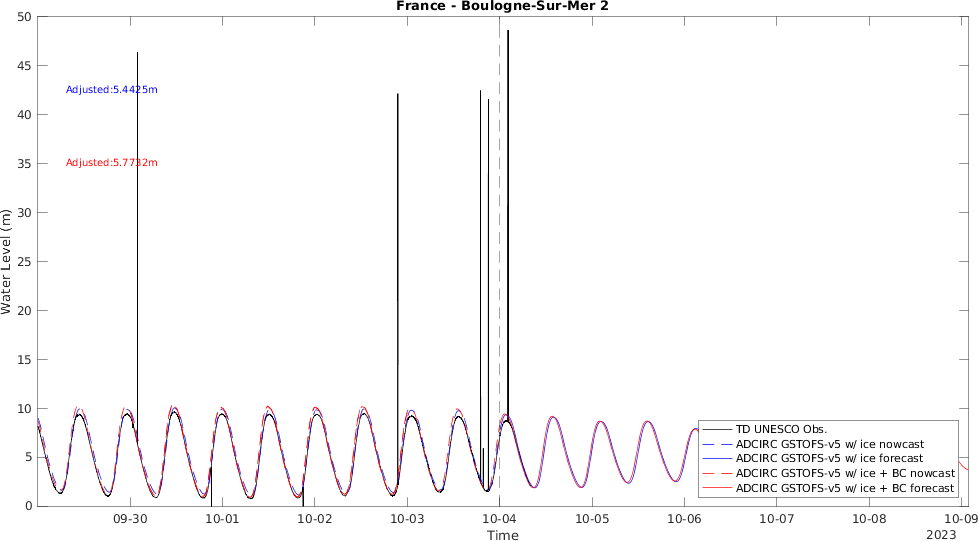 France - Boulogne-Sur-Mer 2
50
45
40
35
30
25
20
15
10
5
0
Water Level (m)
Adjusted:5.4425m
Adjusted:5.7732m
TD UNESCO Obs.
ADCIRC GSTOFS-v5 w/ ice nowcast
ADCIRC GSTOFS-v5 w/ ice forecast
ADCIRC GSTOFS-v5 w/ ice + BC nowcast
ADCIRC GSTOFS-v5 w/ ice + BC forecast
09-30 10-01 10-02 10-03 10-04 10-05 10-06 10-07 10-08 10-09
Time
2023